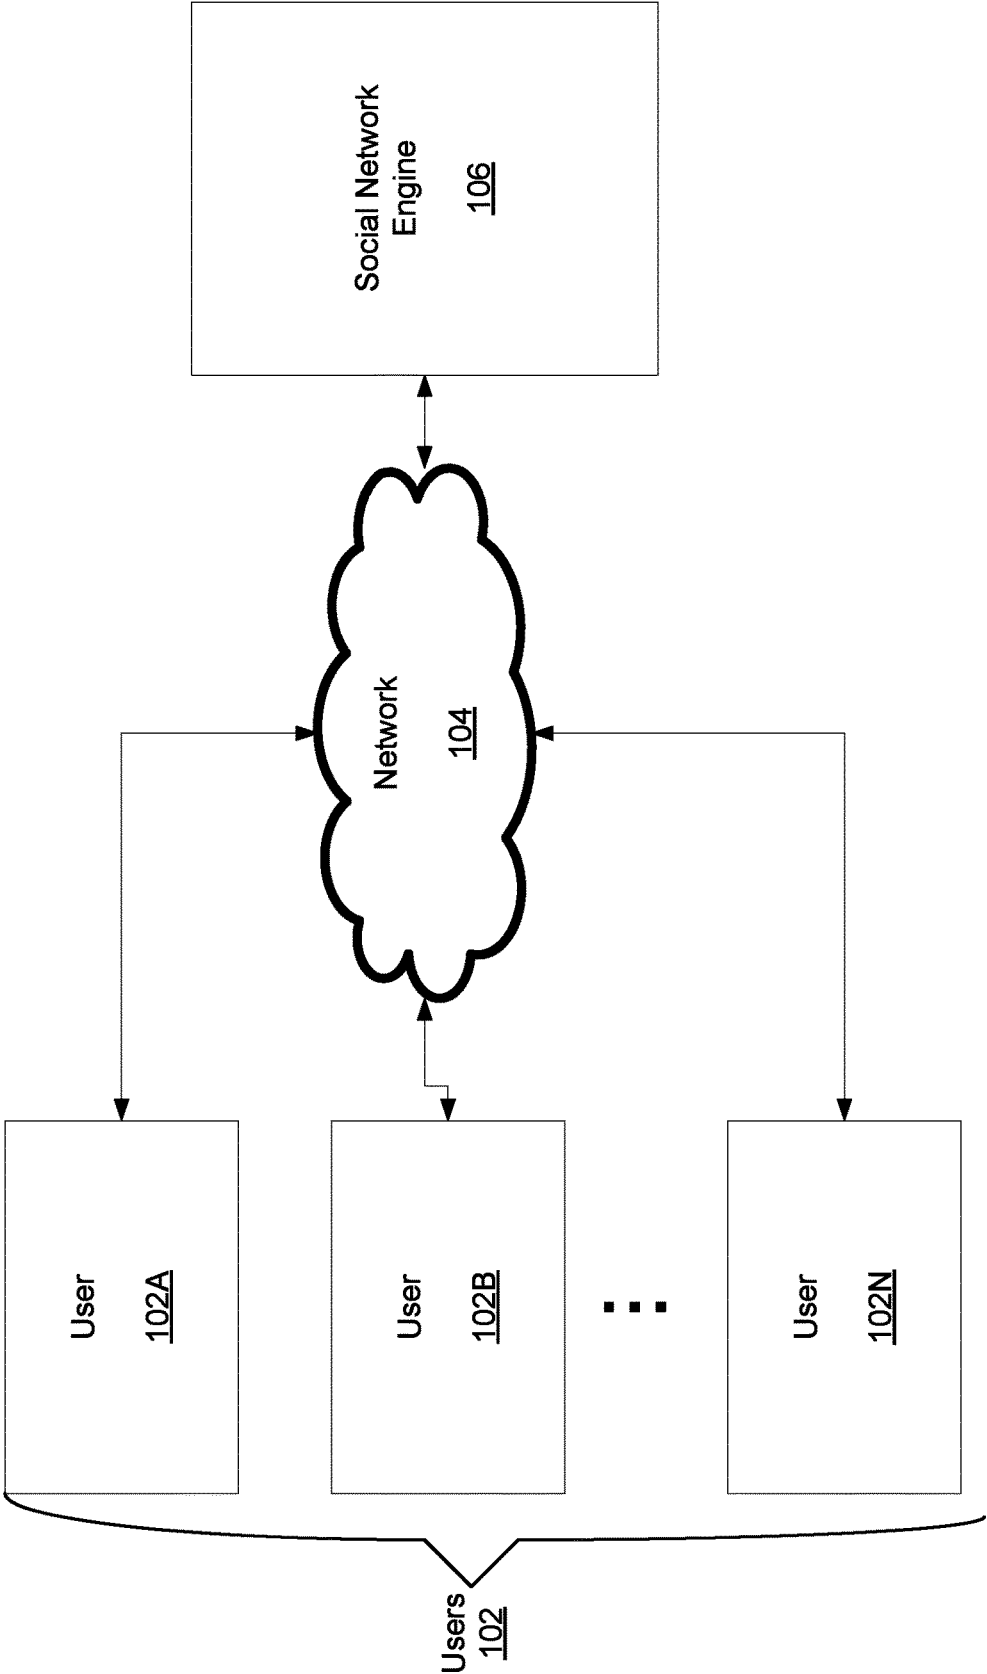 Users
102
User
102A
User
102B
User
102N
Network
104
Social Network
Engine
106